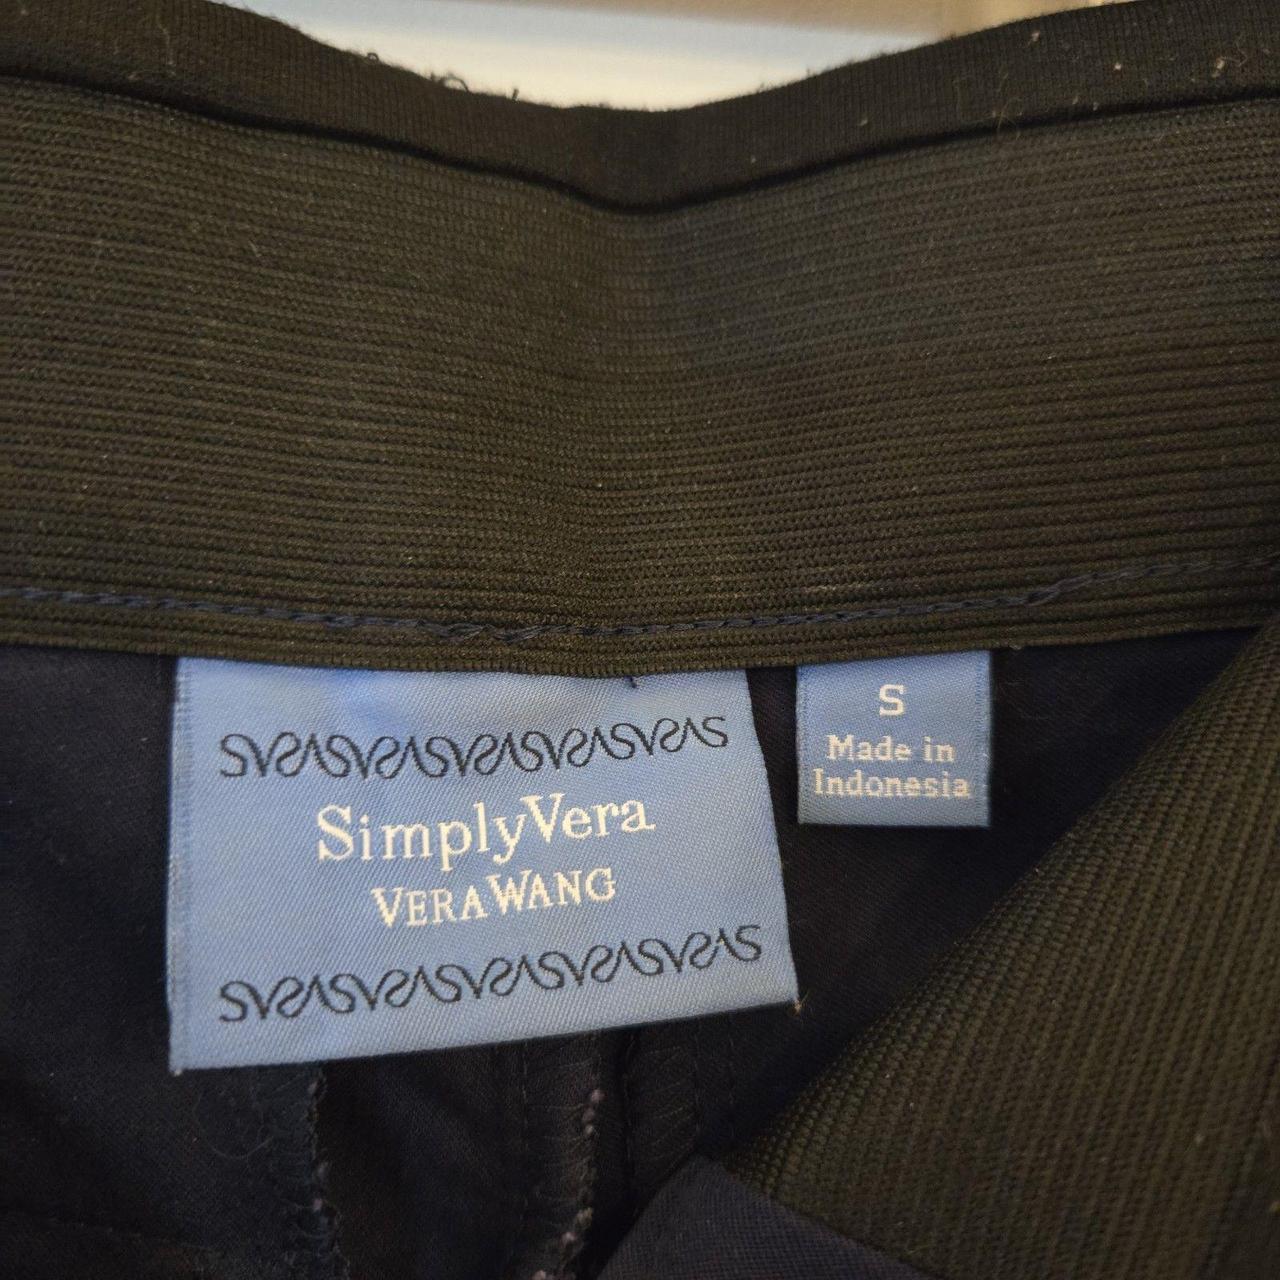 SimplyVera
VERA WANG
S
Made in
Indonesia